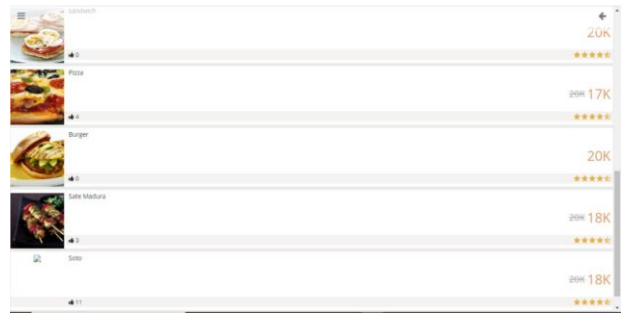 sandwich
20K
0
Pizza
20K 17K
4
Burger
20K
0
Sate Madura
20K 18K
3
Soto
20K 18K
11